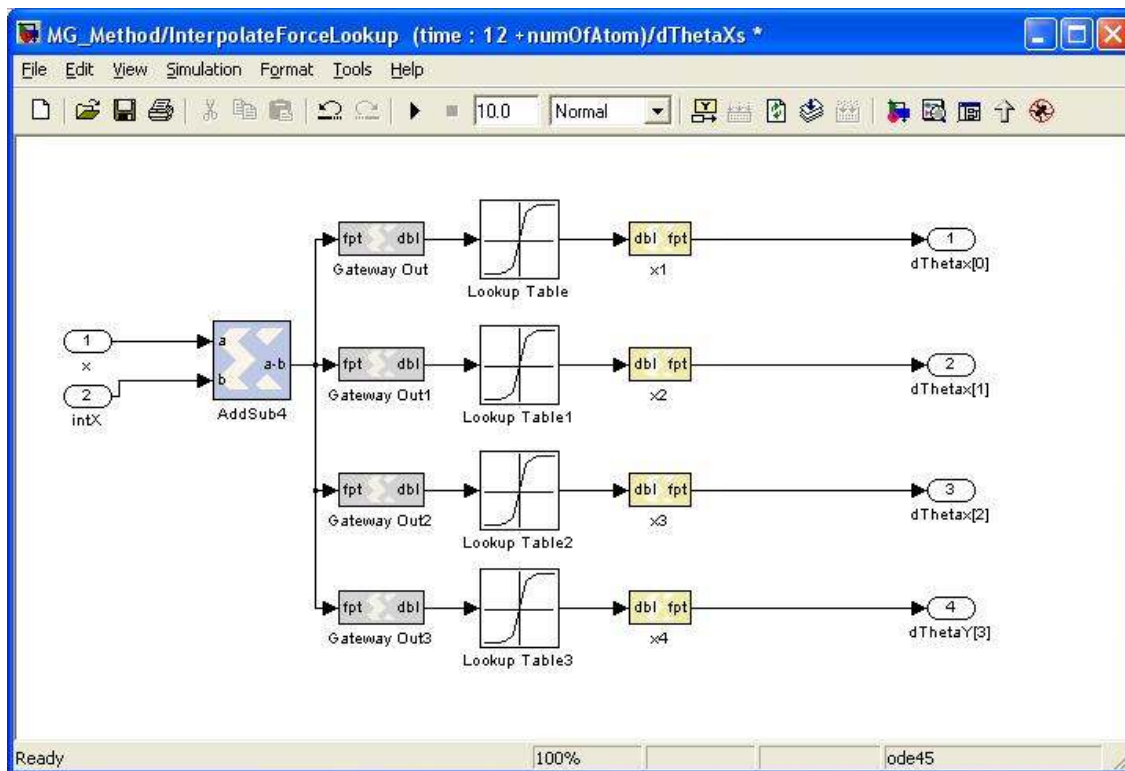 MG_Method/InterpolateForceLookup (time : 12 +numOfAtom)/dThetaXs *
File Edit View Simulation Format Tools Help
10.0 Normal
fpt dbl
Gateway Out
Lookup Table
dbl fpt
x1
1
dThetax[0]
1
x
2
intX
a
b
a-b
AddSub4
fpt dbl
Gateway Out1
Lookup Table1
dbl fpt
x2
2
dThetax[1]
fpt dbl
Gateway Out2
Lookup Table2
dbl fpt
x3
3
dThetax[2]
fpt dbl
Gateway Out3
Lookup Table3
dbl fpt
x4
4
dThetaY[3]
Ready 100% ode45